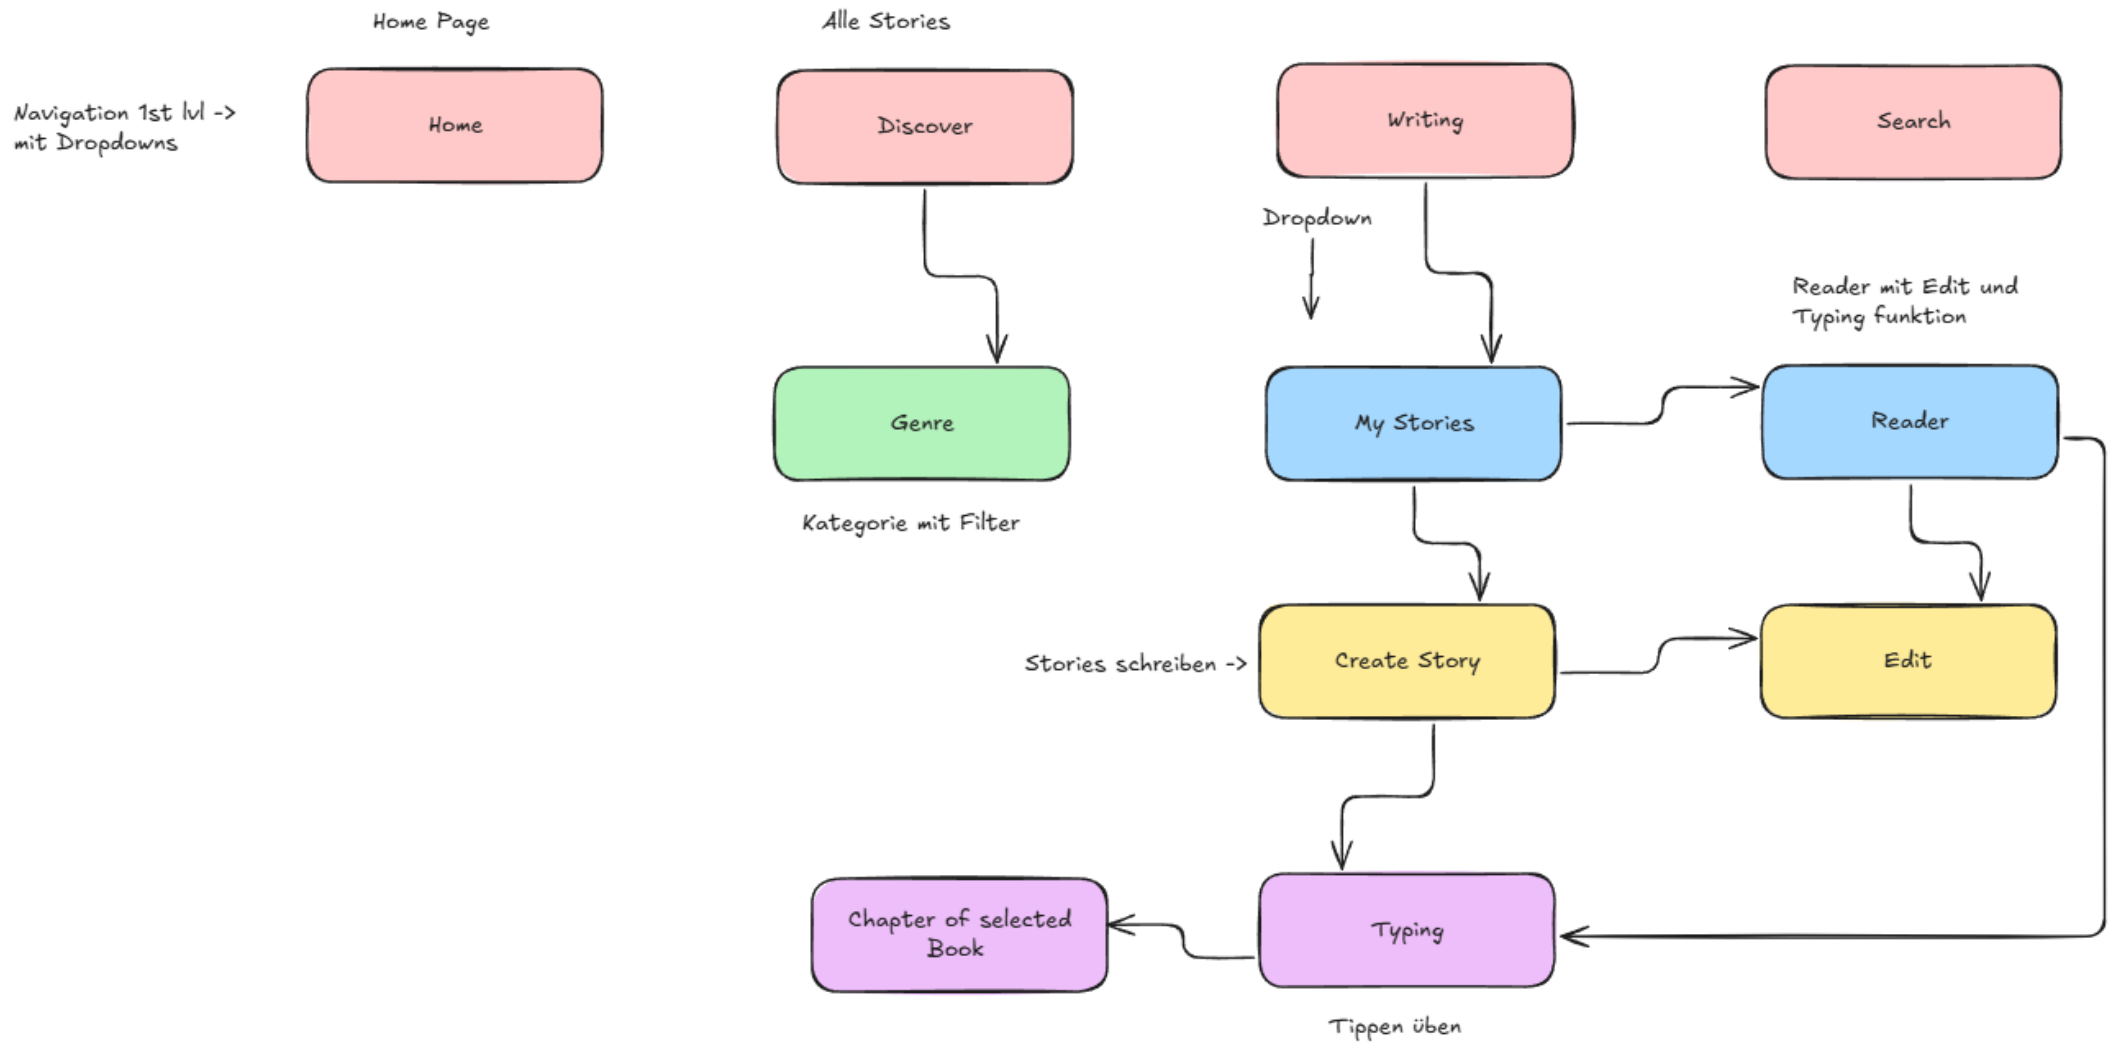 Home Page
Alle Stories
Navigation 1st lvl ->
mit Dropdowns
Home
Discover
Writing
Search
Dropdown
Reader mit Edit und
Typing funktion
Genre
My Stories
Reader
Kategorie mit Filter
Stories schreiben ->
Create Story
Edit
Chapter of selected
Book
Typing
Tippen üben